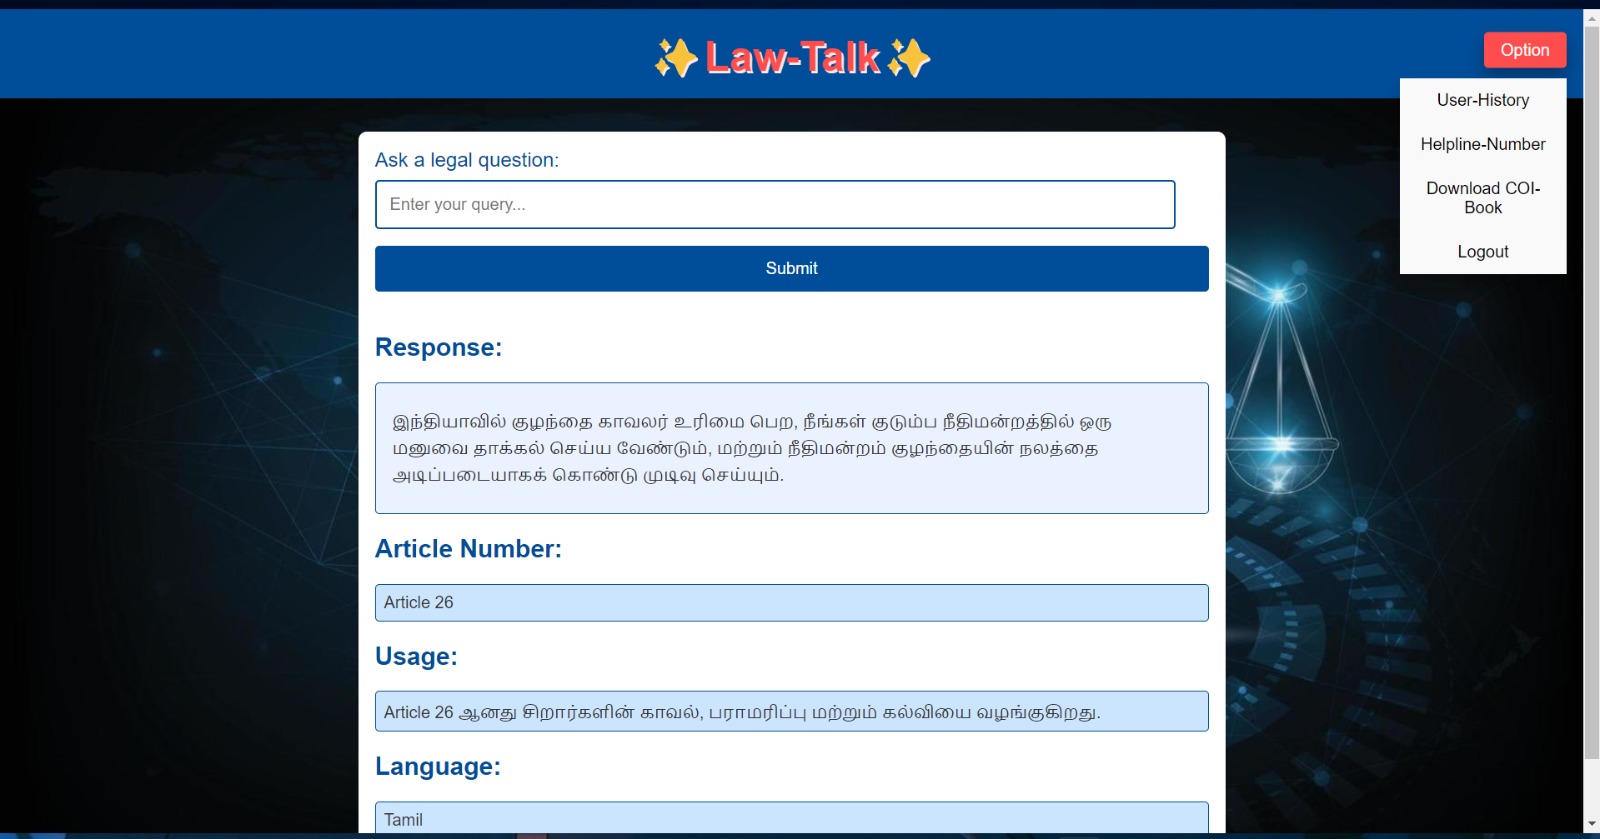 ✨Law-Talk✨
Option
User-History
Helpline-Number
Download COI-
Book
Logout
Ask a legal question:
Enter your query...
Submit
Response:
இந்தியாவில் குழந்தை காவலர் உரிமை பெற, நீங்கள் குடும்ப நீதிமன்றத்தில் ஒரு
மனுவை தாக்கல் செய்ய வேண்டும், மற்றும் நீதிமன்றம் குழந்தையின் நலத்தை
அடிப்படையாகக் கொண்டு முடிவு செய்யும்.
Article Number:
Article 26
Usage:
Article 26 ஆனது சிறார்களின் காவல், பராமரிப்பு மற்றும் கல்வியை வழங்குகிறது.
Language:
Tamil